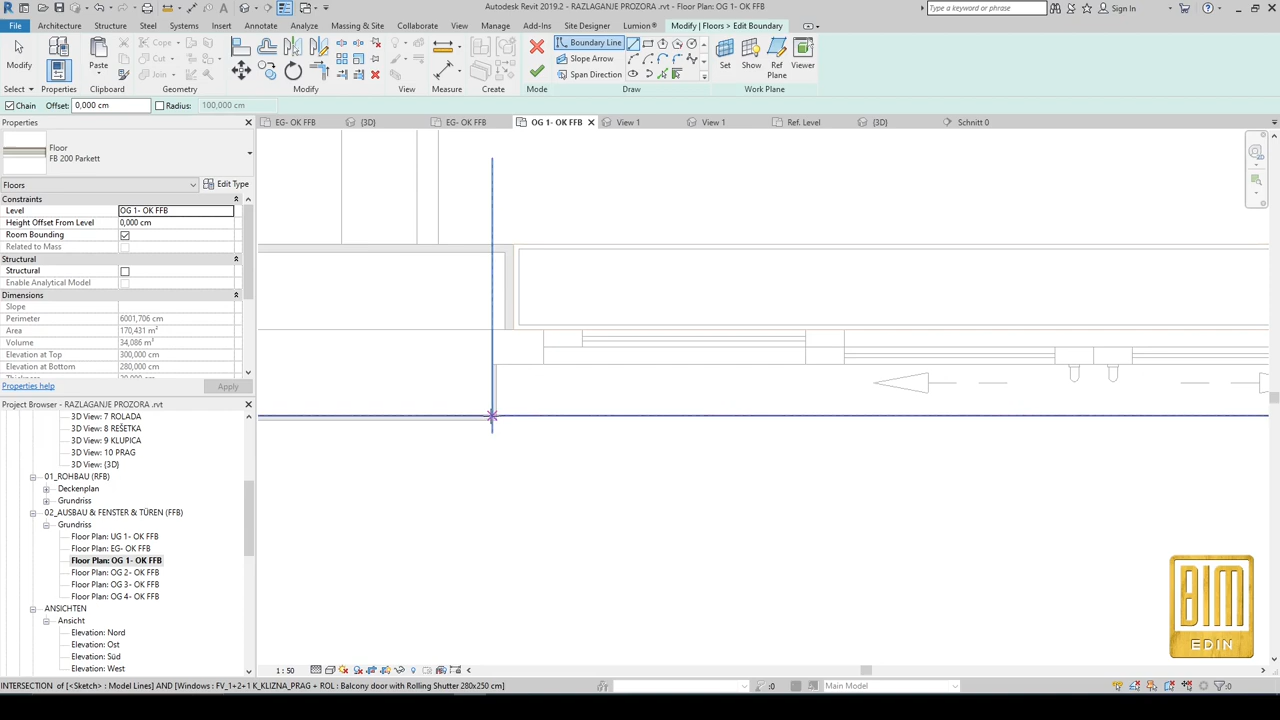 Autodesk Revit 2019.2 - RAZLAGANJE PROZORA .rvt - Floor Plan: OG 1- OK FFB
Type a keyword or phrase
Sign In
File Architecture Structure Steel Systems Insert Annotate Analyze Massing & Site Collaborate View Manage Add-Ins Site Designer Lumion® Modify | Floors > Edit Boundary
Modify
Paste
Cope
Cut
Join
Boundary Line
Slope Arrow
Span Direction
Set Show Ref Plane Viewer
Select Properties Clipboard Geometry Modify View Measure Create Mode Draw Work Plane
Chain Offset: 0,000 cm Radius: 100,000 cm
Properties
EG- OK FFB {3D} EG- OK FFB OG 1- OK FFB View 1 View 1 Ref. Level {3D} Schnitt 0
Floor
FB 200 Parkett
Floors Edit Type
Constraints
Level OG 1- OK FFB
Height Offset From Level 0,000 cm
Room Bounding
Related to Mass
Structural
Structural
Enable Analytical Model
Dimensions
Slope
Perimeter 6001,706 cm
Area 170,431 m²
Volume 34,086 m³
Elevation at Top 300,000 cm
Elevation at Bottom 280,000 cm
Properties help Apply
Project Browser - RAZLAGANJE PROZORA .rvt
3D View: 7 ROLADA
3D View: 8 REŠETKA
3D View: 9 KLUPICA
3D View: 10 PRAG
3D View: {3D}
01_ROHBAU (RFB)
Deckenplan
Grundriss
02_AUSBAU & FENSTER & TÜREN (FFB)
Grundriss
Floor Plan: UG 1- OK FFB
Floor Plan: EG- OK FFB
Floor Plan: OG 1- OK FFB
Floor Plan: OG 2- OK FFB
Floor Plan: OG 3- OK FFB
Floor Plan: OG 4- OK FFB
ANSICHTEN
Ansicht
Elevation: Nord
Elevation: Ost
Elevation: Süd
Elevation: West
BIM
EDIN
1 : 50
INTERSECTION of [<Sketch> : Model Lines] AND [Windows : FV_1+2+1 K_KLIZNA_PRAG + ROL : Balcony door with Rolling Shutter 280x250 cm]
:0
Main Model
:0